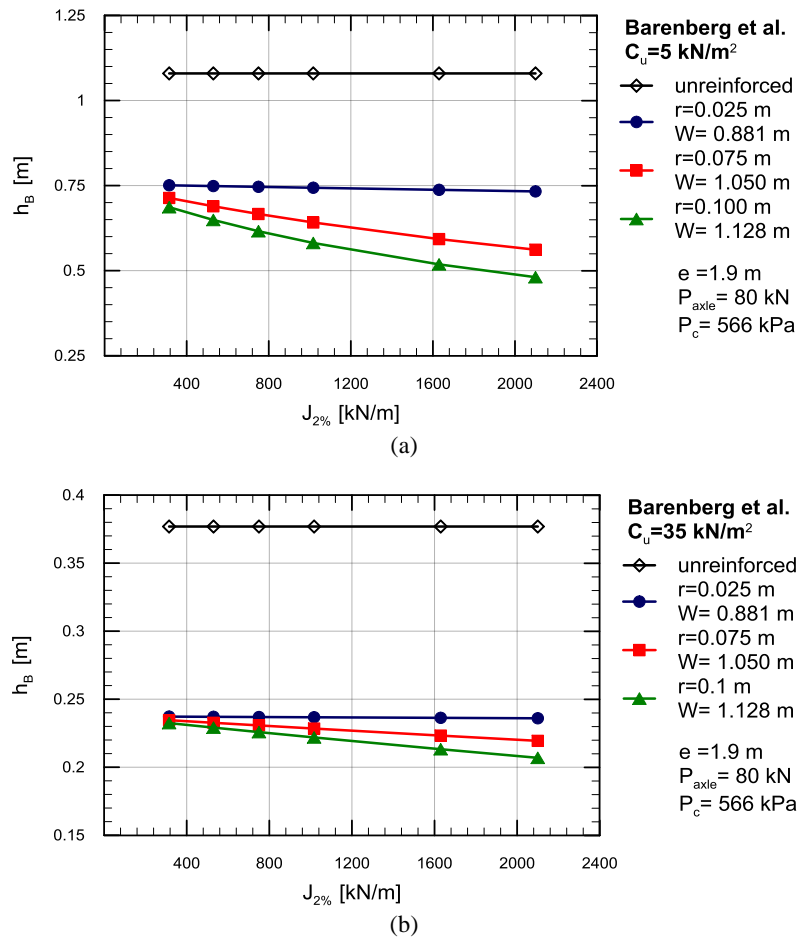 1.25
1
0.75
0.5
0.25
h_B [m]
400 800 1200 1600 2000 2400
J_2% [kN/m]
Barenberg et al.
C_u=5 kN/m²
unreinforced
r=0.025 m
W= 0.881 m
r=0.075 m
W= 1.050 m
r=0.100 m
W= 1.128 m
e =1.9 m
P_axle= 80 kN
P_c= 566 kPa
(a)
0.4
0.35
0.3
0.25
0.2
0.15
h_B [m]
400 800 1200 1600 2000 2400
J_2% [kN/m]
Barenberg et al.
C_u=35 kN/m²
unreinforced
r=0.025 m
W= 0.881 m
r=0.075 m
W= 1.050 m
r=0.1 m
W= 1.128 m
e =1.9 m
P_axle= 80 kN
P_c= 566 kPa
(b)